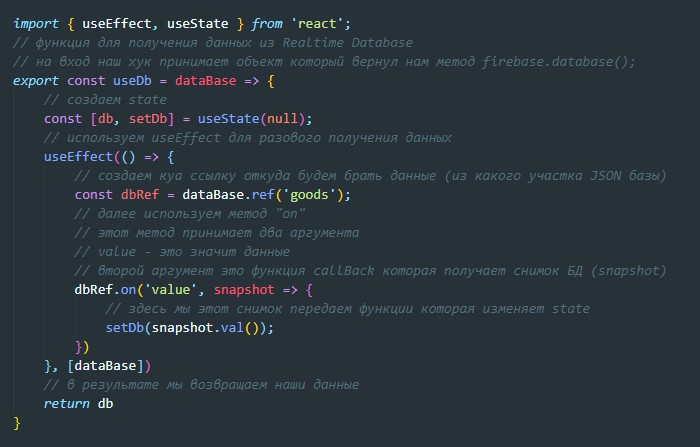 import { useEffect, useState } from 'react';
// функция для получения данных из Realtime Database
// на вход наш хук принимает объект который вернул нам метод firebase.database();
export const useDb = dataBase => {
// создаем state
const [db, setDb] = useState(null);
// используем useEffect для разового получения данных
useEffect(() => {
// создаем куа ссылку откуда будем брать данные (из какого участка JSON базы)
const dbRef = dataBase.ref('goods');
// далее используем метод "on"
// этот метод принимает два аргумента
// value - это значит данные
// второй аргумент это функция callBack которая получает снимок БД (snapshot)
dbRef.on('value', snapshot => {
// здесь мы этот снимок передаем функции которая изменяет state
setDb(snapshot.val());
})
}, [dataBase])
// в результате мы возвращаем наши данные
return db
}